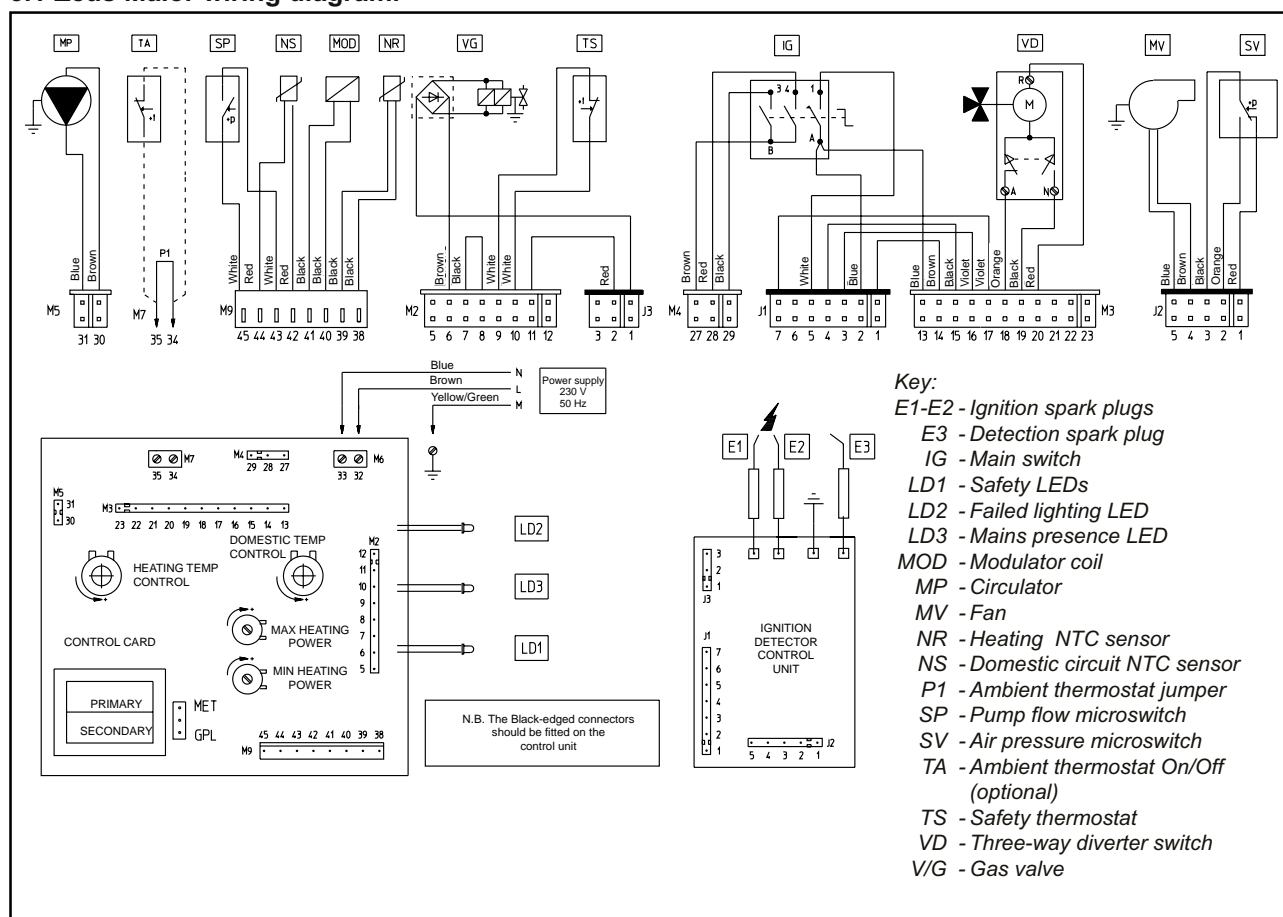 MP TA SP NS MOD NR VG TS IG VD MV SV
+t +p +t 3 4 1 R M +p
B A A N
P1
Blue Brown White Red White Red Black Black Black Black Brown Black White White Red Brown Red Black White Blue Blue Brown Black Violet Violet Orange Black Red Blue Brown Black Orange Red
M5 M7 M9 M2 J3 M4 J1 M3 J2
31 30 35 34 45 44 43 42 41 40 39 38 5 6 7 8 9 10 11 12 3 2 1 27 28 29 7 6 5 4 3 2 1 13 14 15 16 17 18 19 20 21 22 23 5 4 3 2 1
Blue N
Brown L
Yellow/Green M
Power supply
230 V
50 Hz
M7
35 34
M4
29 28 27
M6
33 32
M5
31
30
M3
23 22 21 20 19 18 17 16 15 14 13
HEATING TEMP
CONTROL
DOMESTIC TEMP
CONTROL
M2
12
11
10
9
8
7
6
5
MAX HEATING
POWER
MIN HEATING
POWER
CONTROL CARD
PRIMARY
SECONDARY
MET
GPL
45 44 43 42 41 40 39 38
M9
LD2
LD3
LD1
N.B. The Black-edged connectors
should be fitted on the
control unit
E1 E2 E3
3
2
1
J3
J1
7
6
5
4
3
2
1
IGNITION
DETECTOR
CONTROL
UNIT
5 4 3 2 1 J2
Key:
E1-E2 - Ignition spark plugs
E3 - Detection spark plug
IG - Main switch
LD1 - Safety LEDs
LD2 - Failed lighting LED
LD3 - Mains presence LED
MOD - Modulator coil
MP - Circulator
MV - Fan
NR - Heating NTC sensor
NS - Domestic circuit NTC sensor
P1 - Ambient thermostat jumper
SP - Pump flow microswitch
SV - Air pressure microswitch
TA - Ambient thermostat On/Off
(optional)
TS - Safety thermostat
VD - Three-way diverter switch
V/G - Gas valve